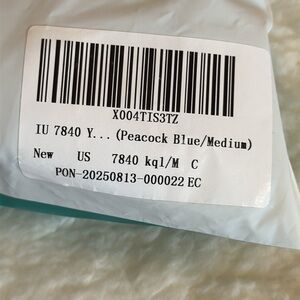 X004TIS3TZ
IU 7840 Y... (Peacock Blue/Medium)
New US 7840 kql/M C
PON-20250813-000022 EC